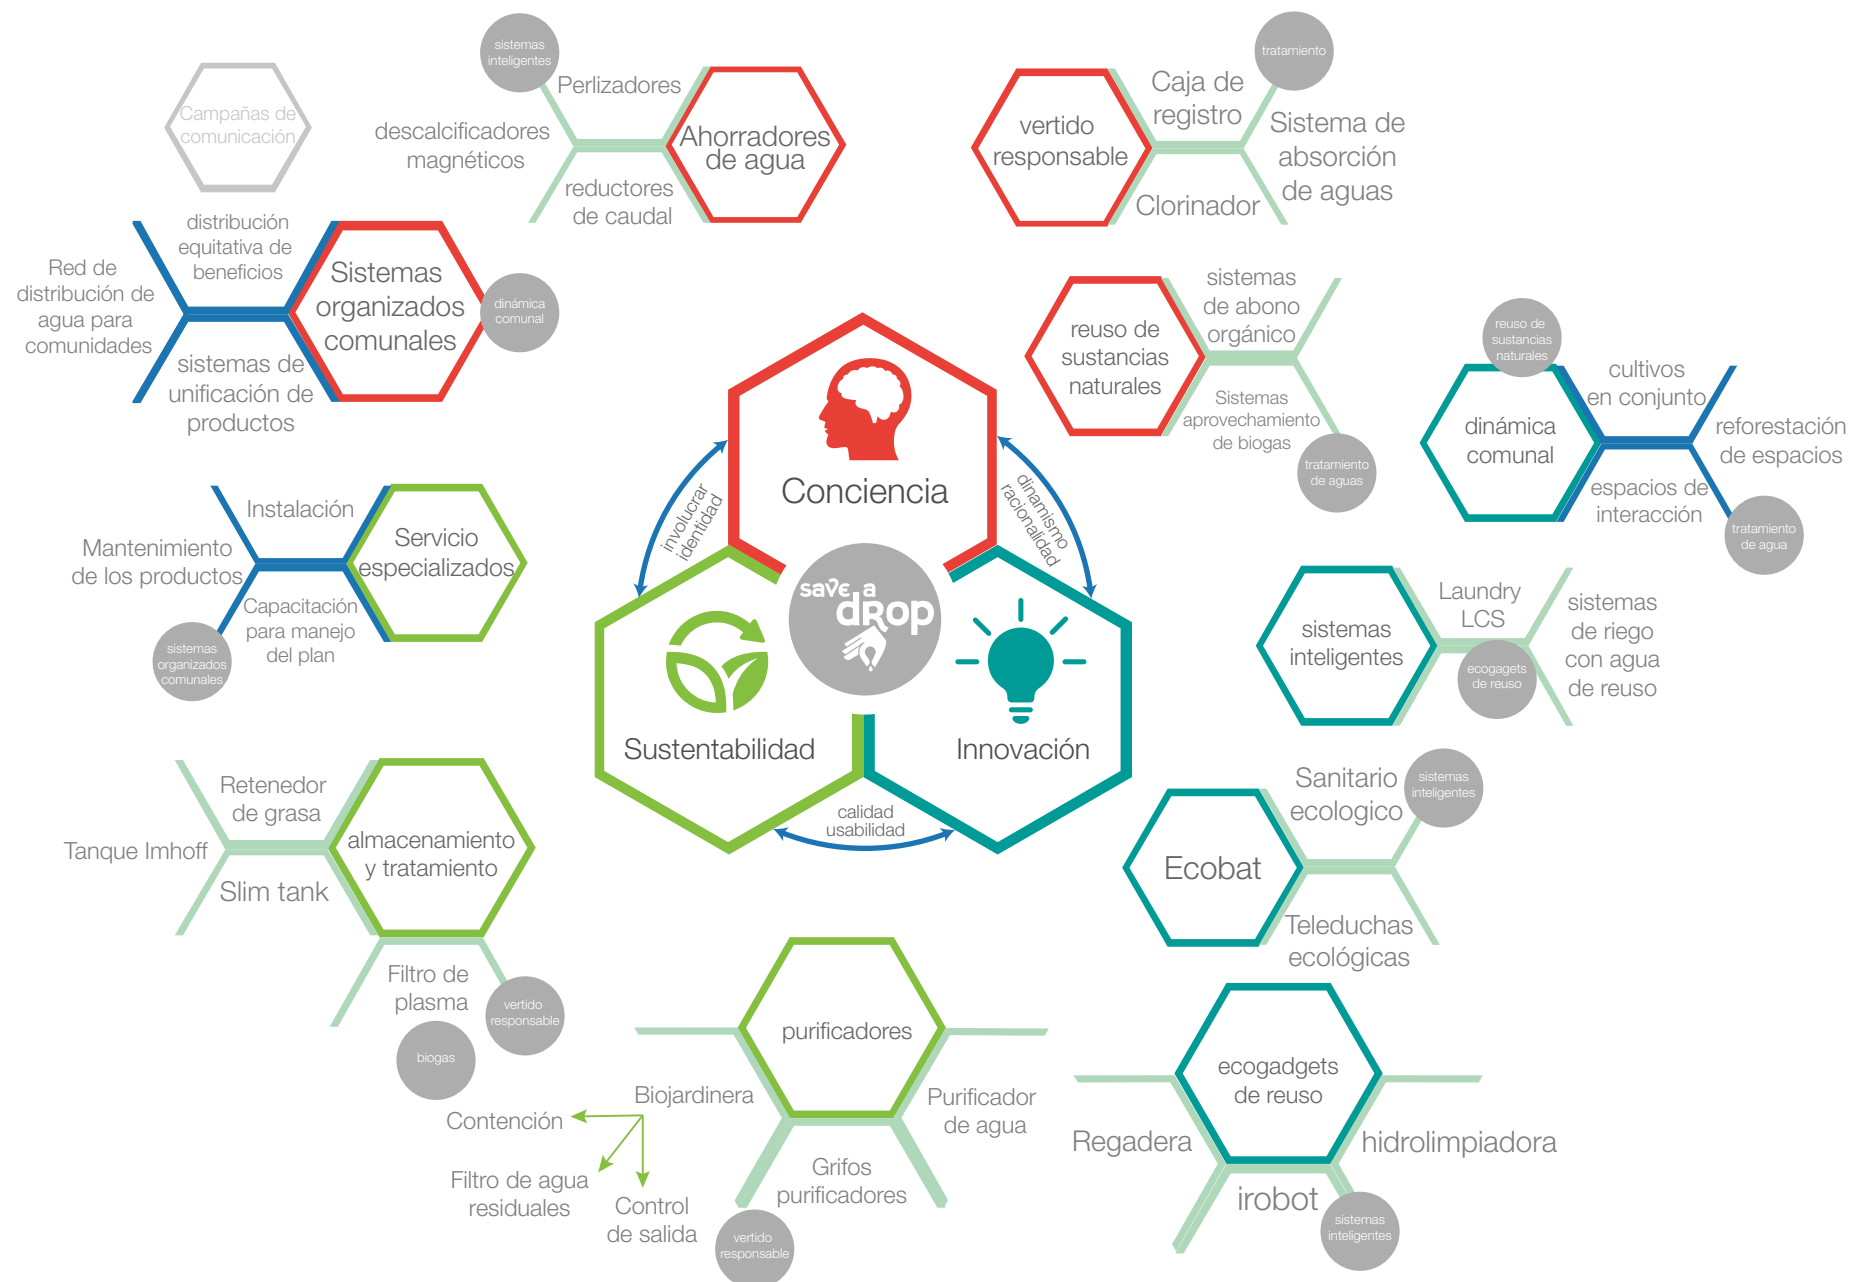 Campañas de
comunicación
sistemas
inteligentes
Perlizadores
descalcificadores
magnéticos
reductores
de caudal
Ahorradores
de agua
vertido
responsable
Caja de
registro
tratamiento
Sistema de
absorción
de aguas
Clorinador
distribución
equitativa de
beneficios
Red de
distribución de
agua para
comunidades
sistemas de
unificación de
productos
Sistemas
organizados
comunales
dinámica
comunal
reuso de
sustancias
naturales
sistemas
de abono
orgánico
Sistemas
aprovechamiento
de biogas
tratamiento
de aguas
reuso de
sustancias
naturales
dinámica
comunal
cultivos
en conjunto
reforestación
de espacios
espacios de
interacción
tratamiento
de agua
Conciencia
involucrar
identidad
dinamismo
racionalidad
save a
dRop
Sustentabilidad
Innovación
calidad
usabilidad
Instalación
Mantenimiento
de los productos
Capacitación
para manejo
del plan
Servicio
especializados
sistemas
organizados
comunales
sistemas
inteligentes
Laundry
LCS
ecogagets
de reuso
sistemas
de riego
con agua
de reuso
Retenedor
de grasa
Tanque Imhoff
Slim tank
almacenamiento
y tratamiento
Filtro de
plasma
vertido
responsable
biogas
Ecobat
Sanitario
ecologico
sistemas
inteligentes
Teleduchas
ecológicas
purificadores
Biojardinera
Contención
Filtro de agua
residuales
Control
de salida
Grifos
purificadores
Purificador
de agua
vertido
responsable
ecogadgets
de reuso
Regadera
hidrolimpiadora
irobot
sistemas
inteligentes